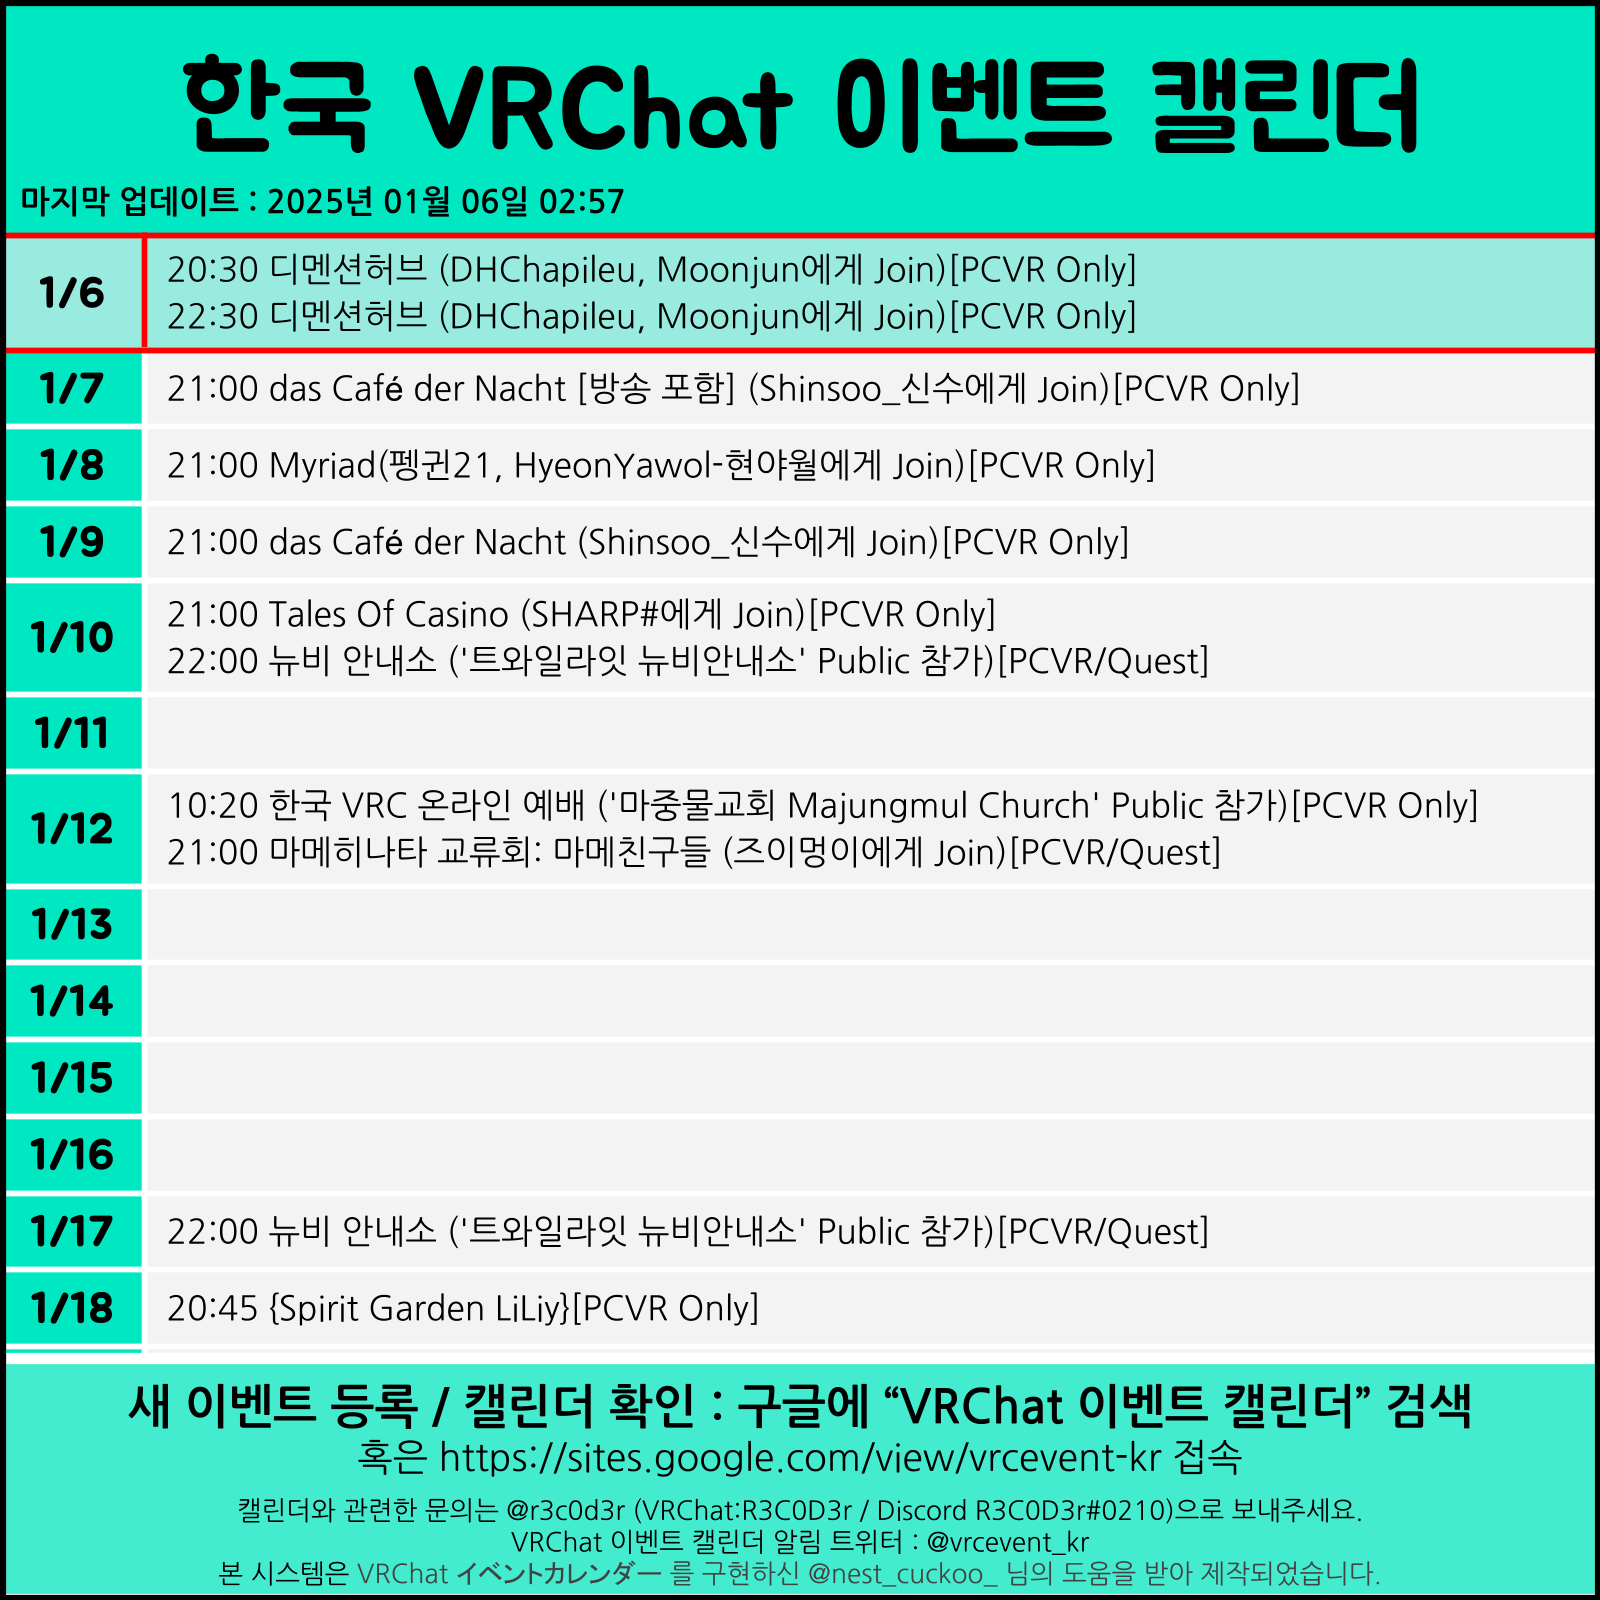 한국 VRChat 이벤트 캘린더
마지막 업데이트 : 2025년 01월 06일 02:57
1/6
20:30 디멘션허브 (DHChapileu, Moonjun에게 Join)[PCVR Only]
22:30 디멘션허브 (DHChapileu, Moonjun에게 Join)[PCVR Only]
1/7
21:00 das Café der Nacht [방송 포함] (Shinsoo_신수에게 Join)[PCVR Only]
1/8
21:00 Myriad(펭귄21, HyeonYawol-현야월에게 Join)[PCVR Only]
1/9
21:00 das Café der Nacht (Shinsoo_신수에게 Join)[PCVR Only]
1/10
21:00 Tales Of Casino (SHARP#에게 Join)[PCVR Only]
22:00 뉴비 안내소 ('트와일라잇 뉴비안내소' Public 참가)[PCVR/Quest]
1/11
1/12
10:20 한국 VRC 온라인 예배 ('마중물교회 Majungmul Church' Public 참가)[PCVR Only]
21:00 마메히나타 교류회: 마메친구들 (즈이멍이에게 Join)[PCVR/Quest]
1/13
1/14
1/15
1/16
1/17
22:00 뉴비 안내소 ('트와일라잇 뉴비안내소' Public 참가)[PCVR/Quest]
1/18
20:45 {Spirit Garden LiLiy}[PCVR Only]
새 이벤트 등록 / 캘린더 확인 : 구글에 “VRChat 이벤트 캘린더” 검색
혹은 https://sites.google.com/view/vrcevent-kr 접속
캘린더와 관련한 문의는 @r3c0d3r (VRChat:R3C0D3r / Discord R3C0D3r#0210)으로 보내주세요.
VRChat 이벤트 캘린더 알림 트위터 : @vrcevent_kr
본 시스템은 VRChat イベントカレンダー 를 구현하신 @nest_cuckoo_ 님의 도움을 받아 제작되었습니다.